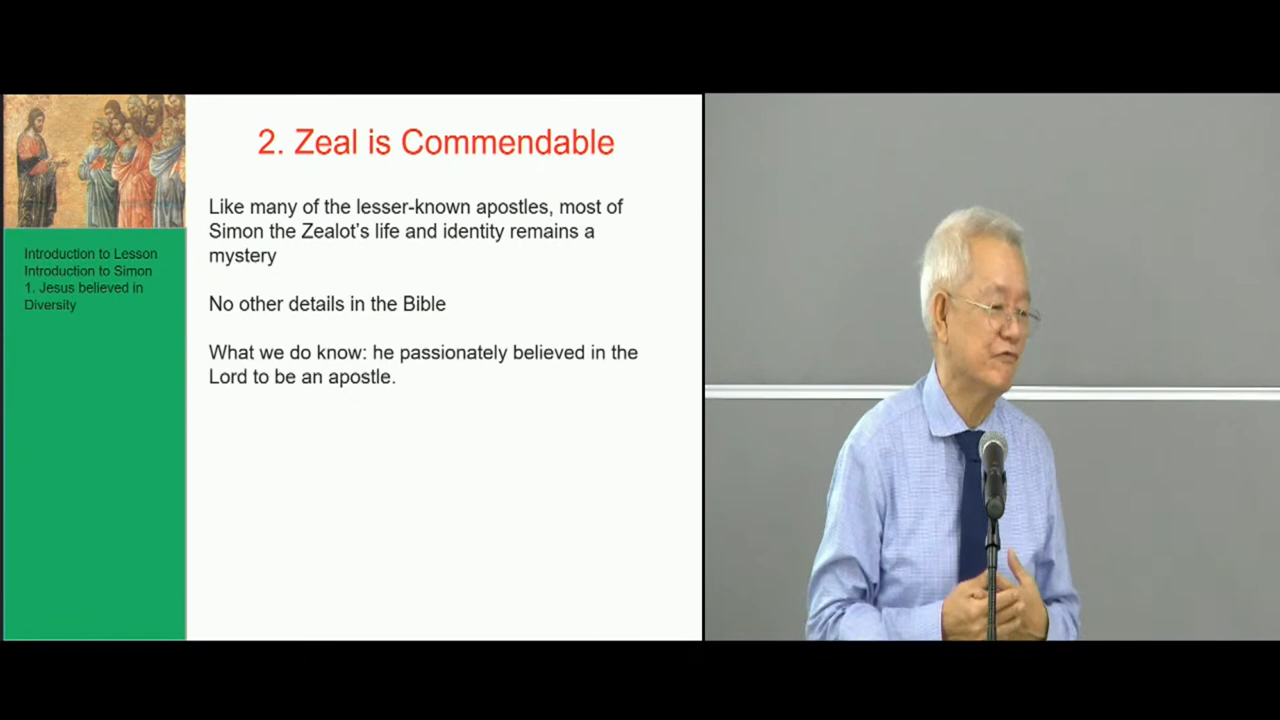 2. Zeal is Commendable
Like many of the lesser-known apostles, most of
Simon the Zealot's life and identity remains a
mystery
No other details in the Bible
What we do know: he passionately believed in the
Lord to be an apostle.
Introduction to Lesson
Introduction to Simon
1. Jesus believed in
Diversity